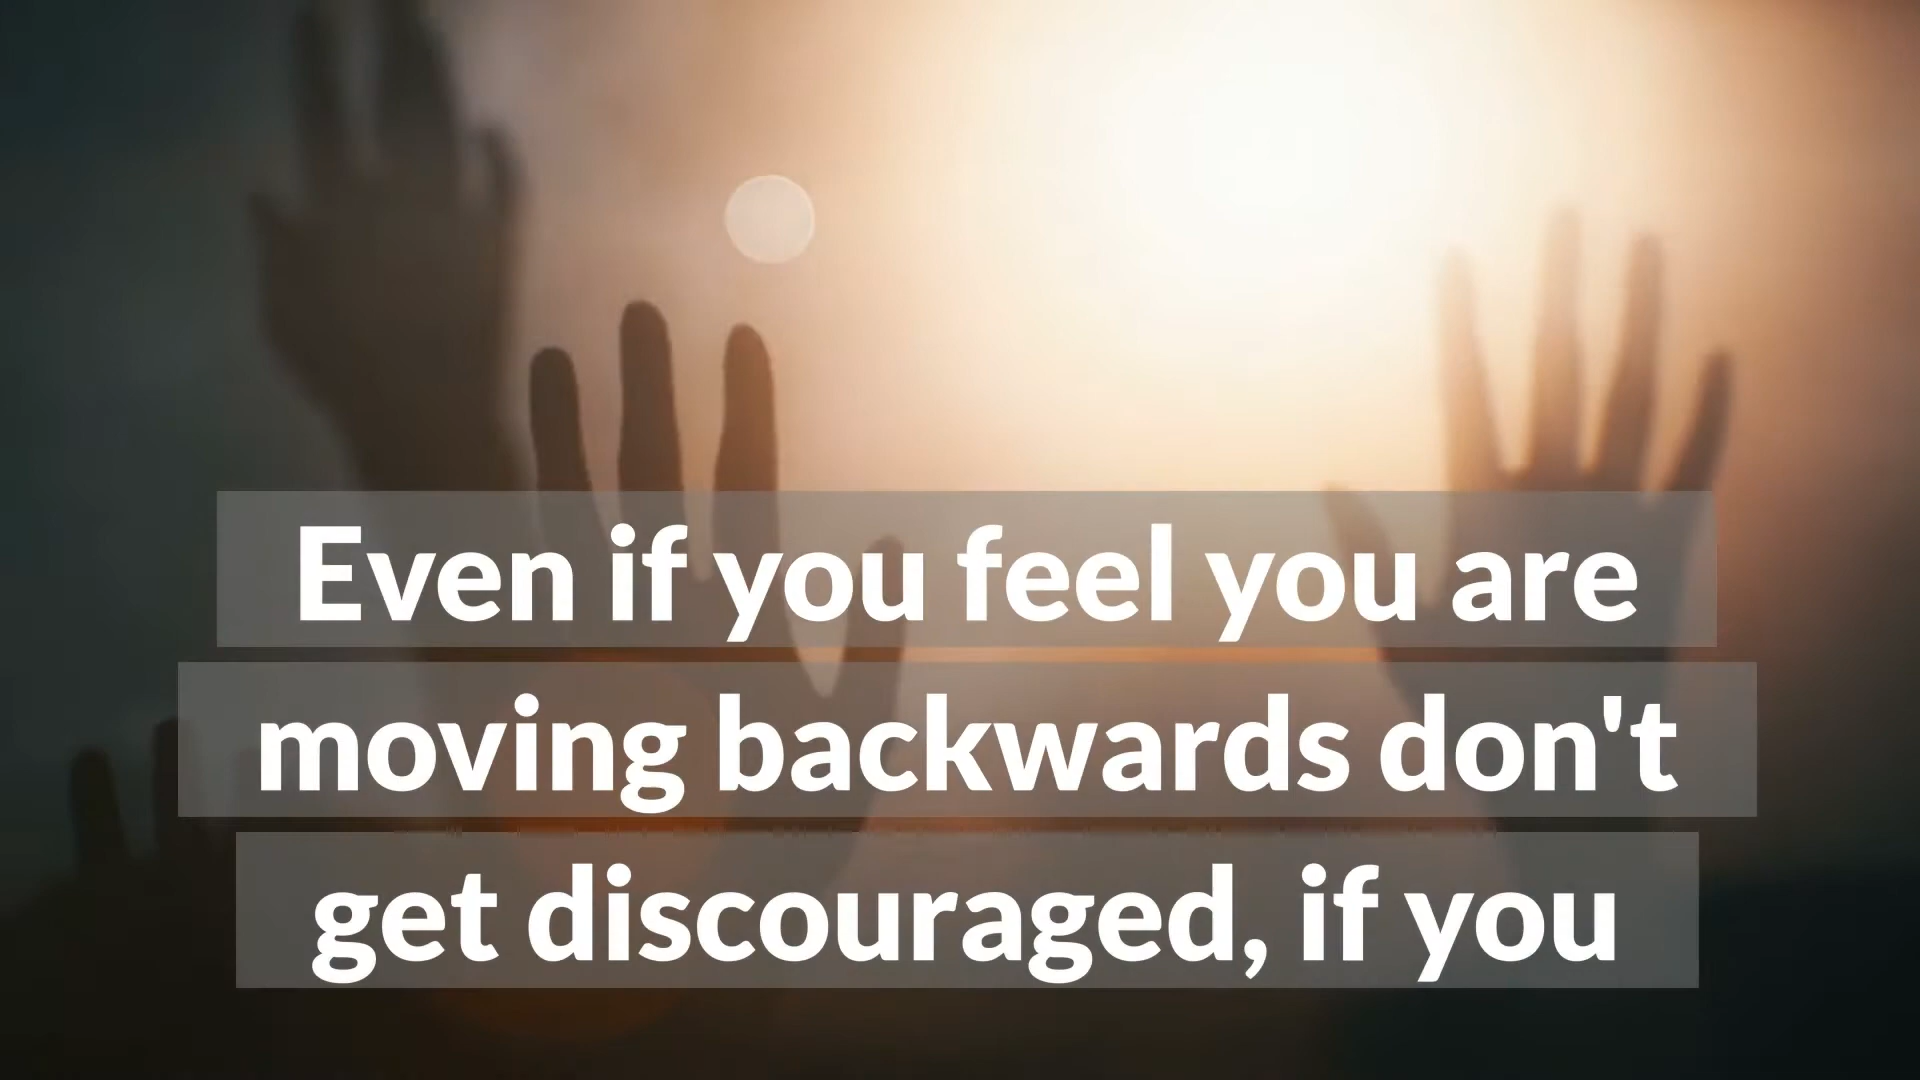 Even if you feel you are
moving backwards don't
get discouraged, if you